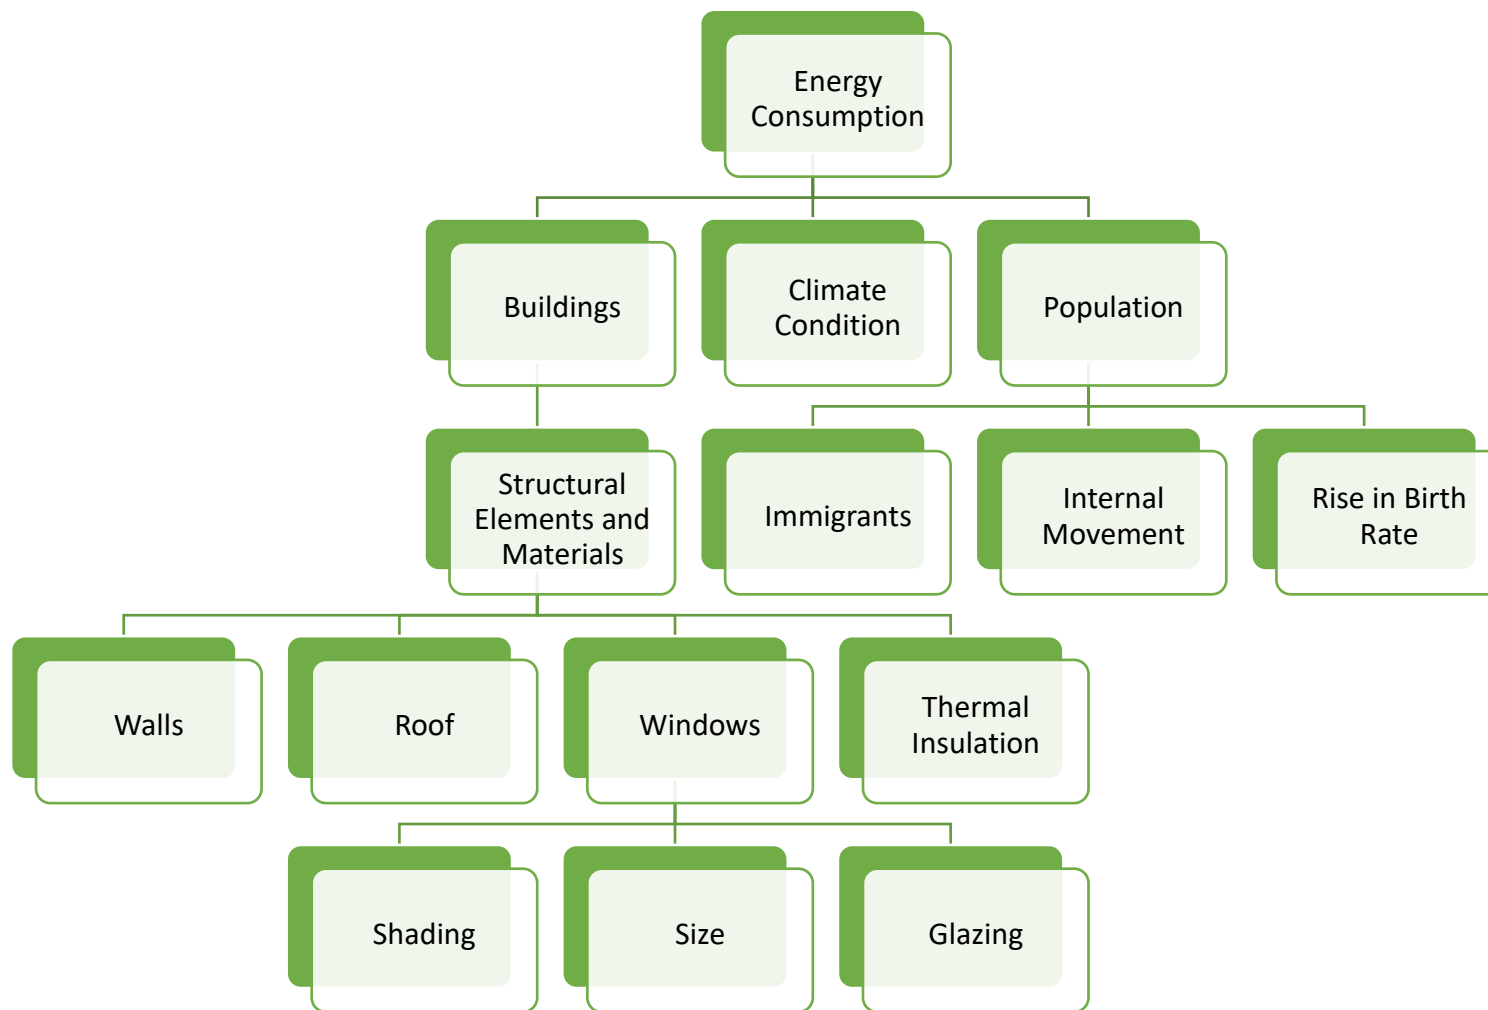 Energy
Consumption
Buildings
Climate
Condition
Population
Structural
Elements and
Materials
Immigrants
Internal
Movement
Rise in Birth
Rate
Walls
Roof
Windows
Thermal
Insulation
Shading
Size
Glazing